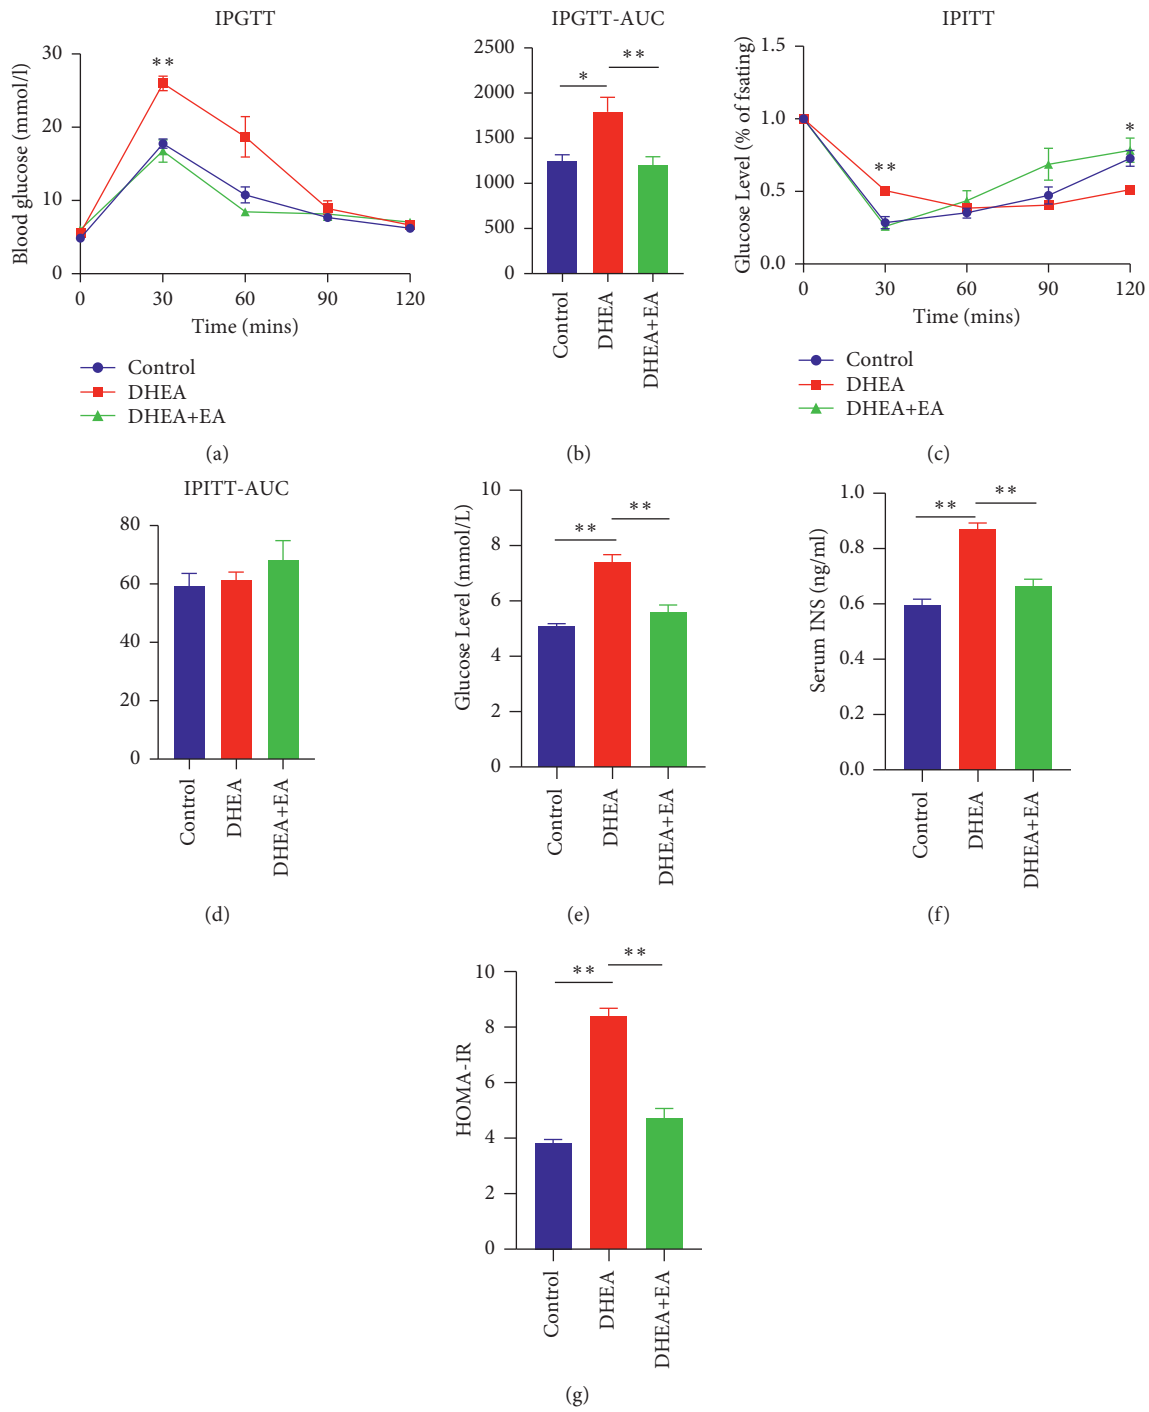 IPGTT
Blood glucose (mmol/l)
30
20
10
0
**
0 30 60 90 120
Time (mins)
Control
DHEA
DHEA+EA
(a)
IPGTT-AUC
2500
2000
1500
1000
500
0
* **
Control DHEA DHEA+EA
(b)
IPITT
Glucose Level (% of fsating)
1.5
1.0
0.5
0.0
** *
0 30 60 90 120
Time (mins)
Control
DHEA
DHEA+EA
(c)
IPITT-AUC
80
60
40
20
0
Control DHEA DHEA+EA
(d)
Glucose Level (mmol/L)
10
8
6
4
2
0
** **
Control DHEA DHEA+EA
(e)
Serum INS (ng/ml)
1.0
0.8
0.6
0.4
0.2
0.0
** **
Control DHEA DHEA+EA
(f)
HOMA-IR
10
8
6
4
2
0
** **
Control DHEA DHEA+EA
(g)